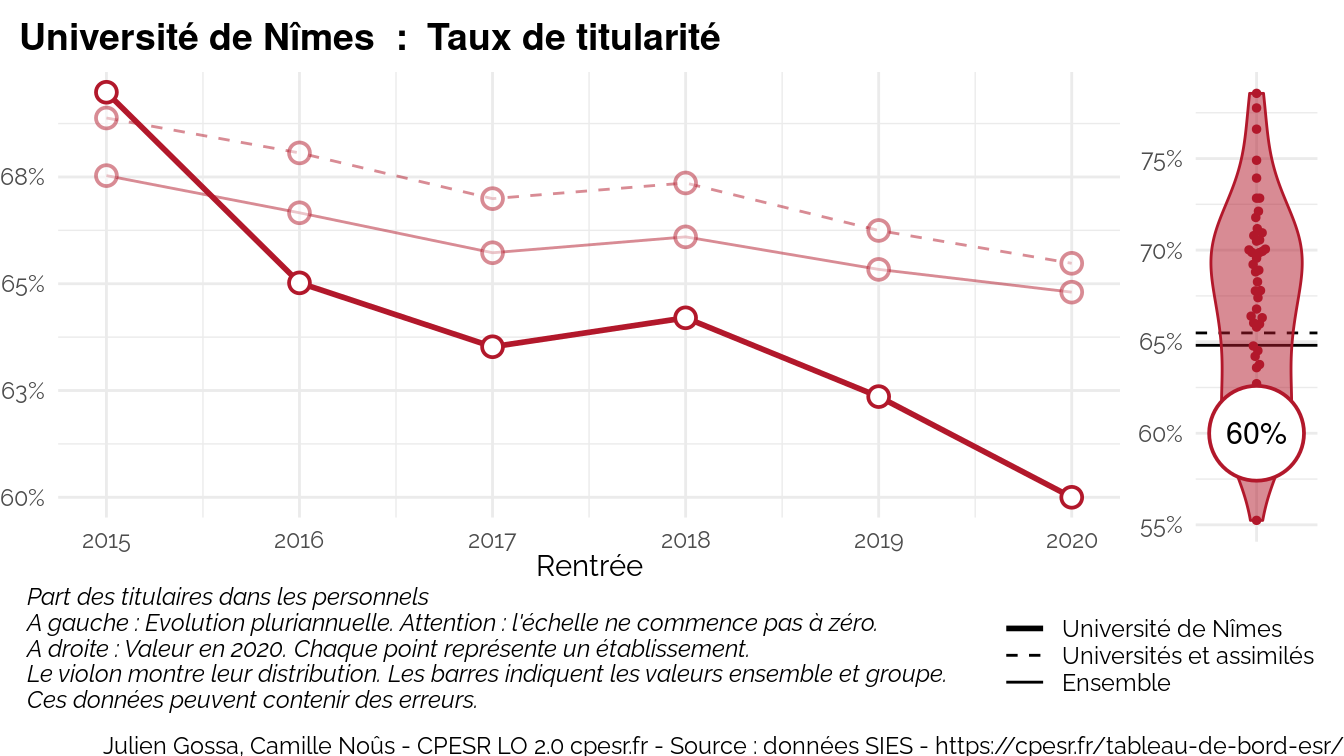 Université de Nîmes : Taux de titularité
68%
65%
63%
60%
2015 2016 2017 2018 2019 2020
Rentrée
75%
70%
65%
60%
55%
60%
Part des titulaires dans les personnels
A gauche : Evolution pluriannuelle. Attention : l'échelle ne commence pas à zéro.
A droite : Valeur en 2020. Chaque point représente un établissement.
Le violon montre leur distribution. Les barres indiquent les valeurs ensemble et groupe.
Ces données peuvent contenir des erreurs.
Université de Nîmes
Universités et assimilés
Ensemble
Julien Gossa, Camille Noûs - CPESR LO 2.0 cpesr.fr - Source : données SIES - https://cpesr.fr/tableau-de-bord-esr/